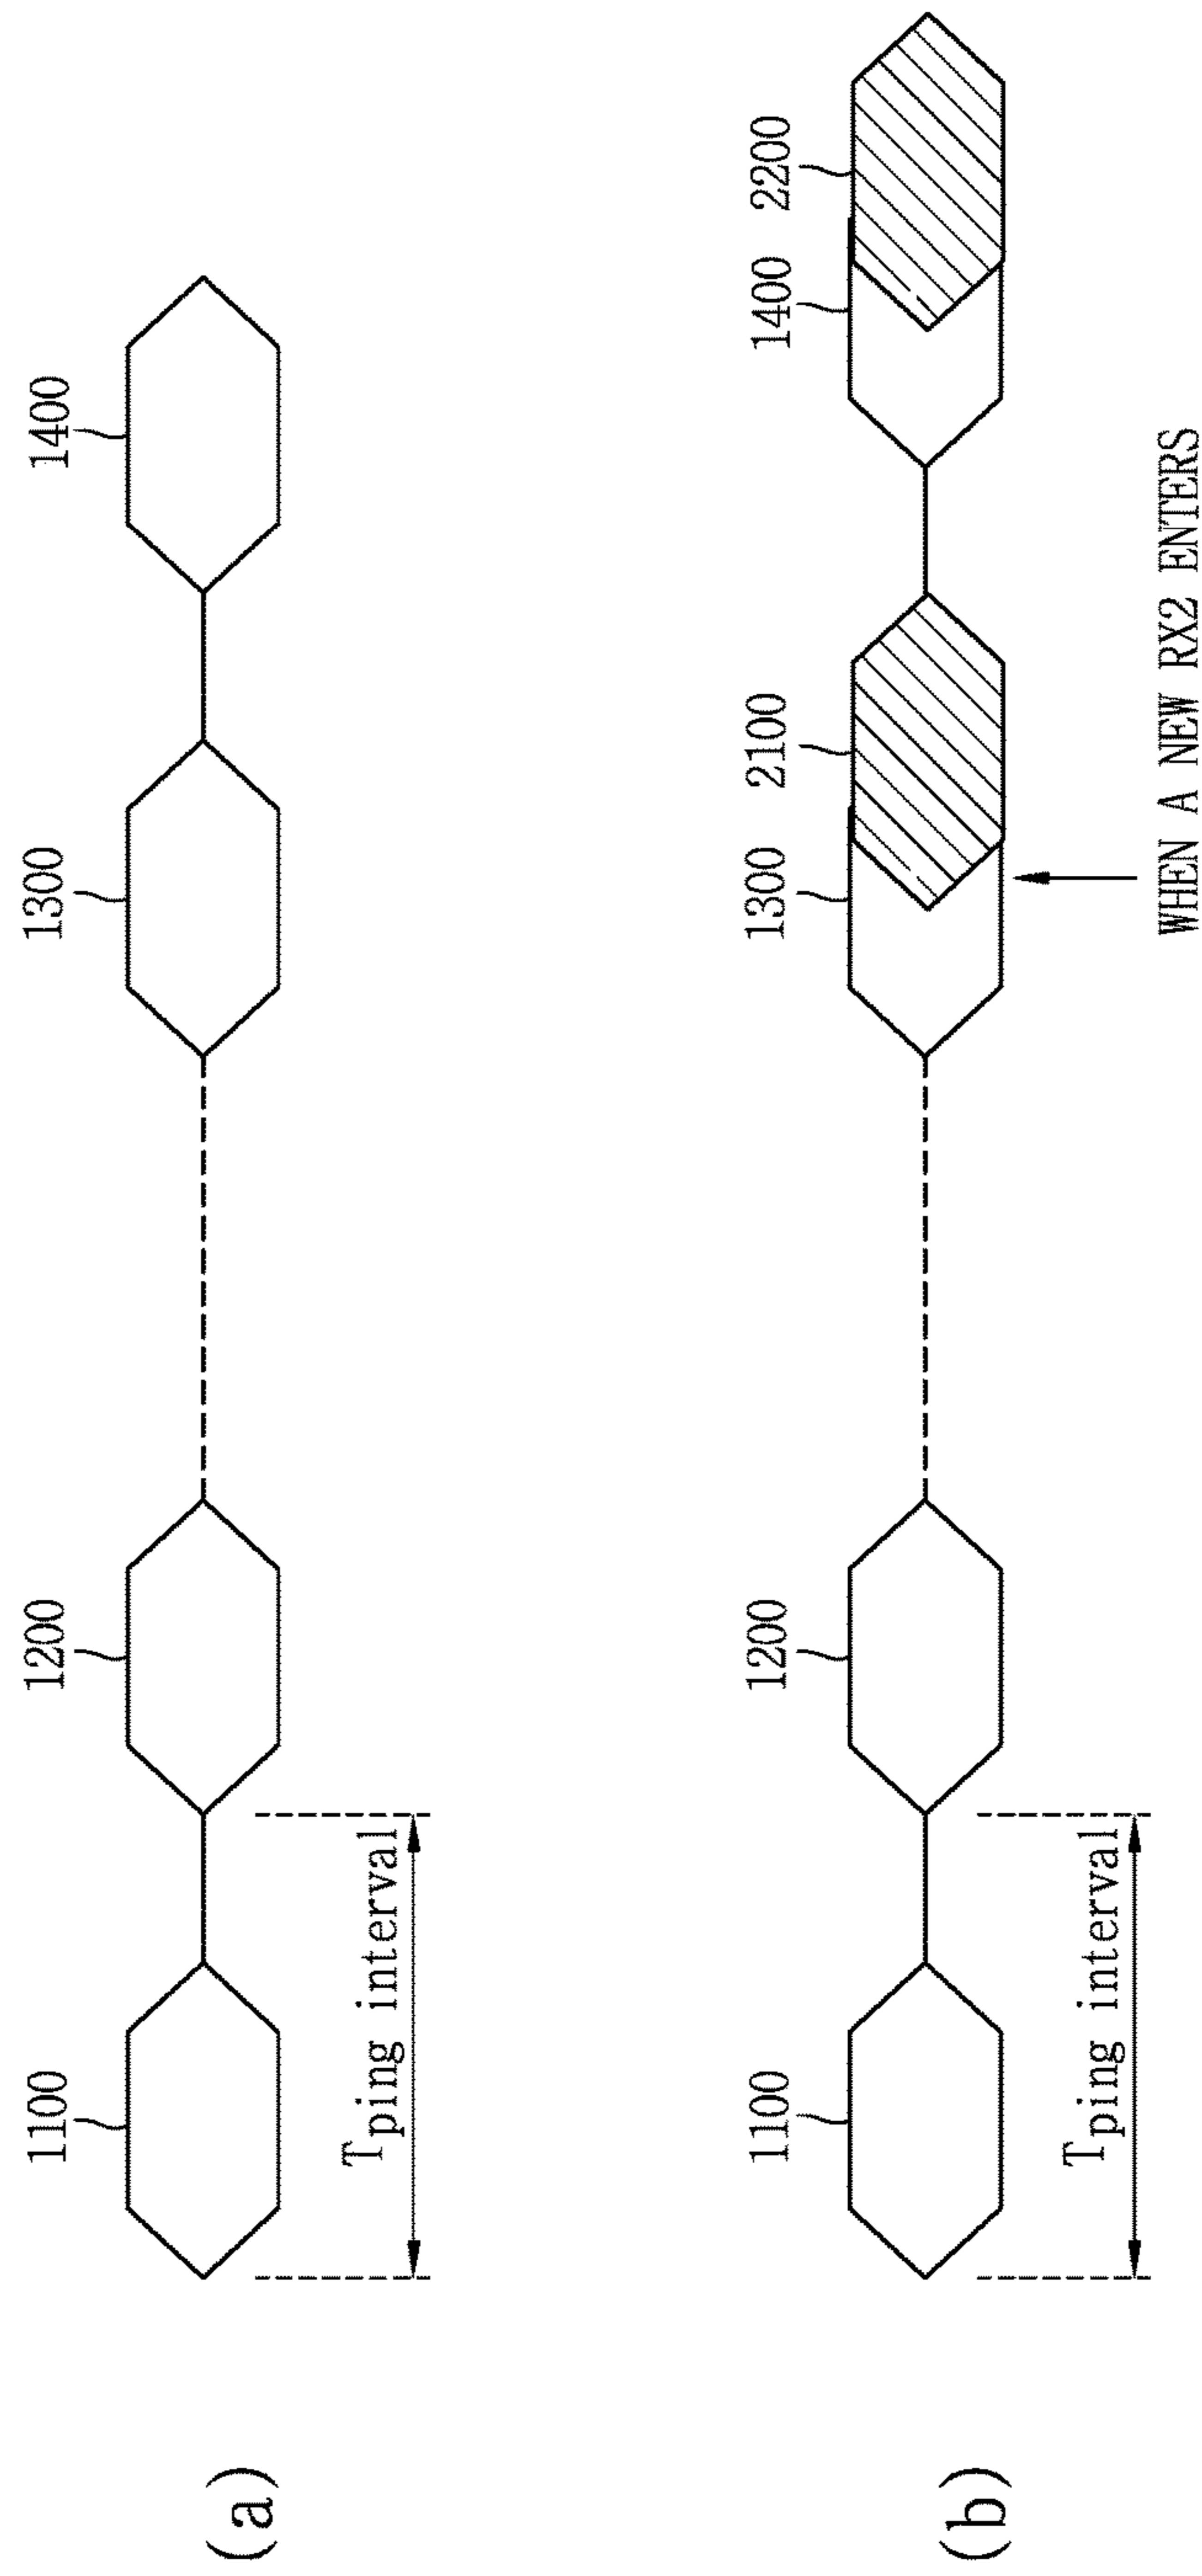 (a)
1100
1200
1300
1400
Tping interval
(b)
1100
1200
1300
2100
1400
2200
Tping interval
WHEN A NEW RX2 ENTERS